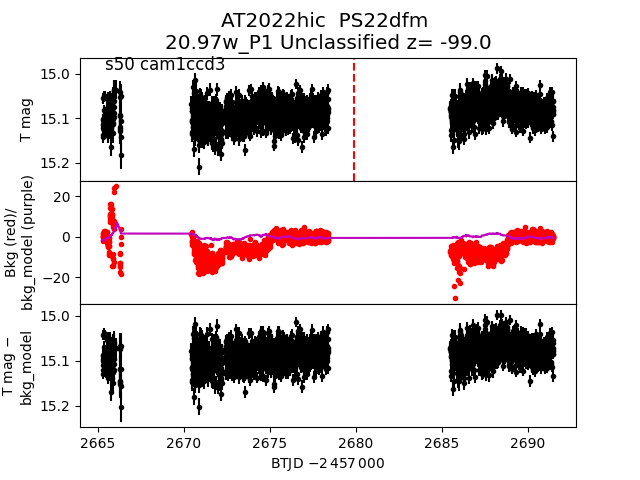 AT2022hic  PS22dfm
20.97w_P1 Unclassified z= -99.0
s50 cam1ccd3
15.0
15.1
15.2
T mag
20
0
−20
Bkg (red)/
bkg_model (purple)
15.0
15.1
15.2
T mag −
bkg_model
2665
2670
2675
2680
2685
2690
BTJD −2 457 000